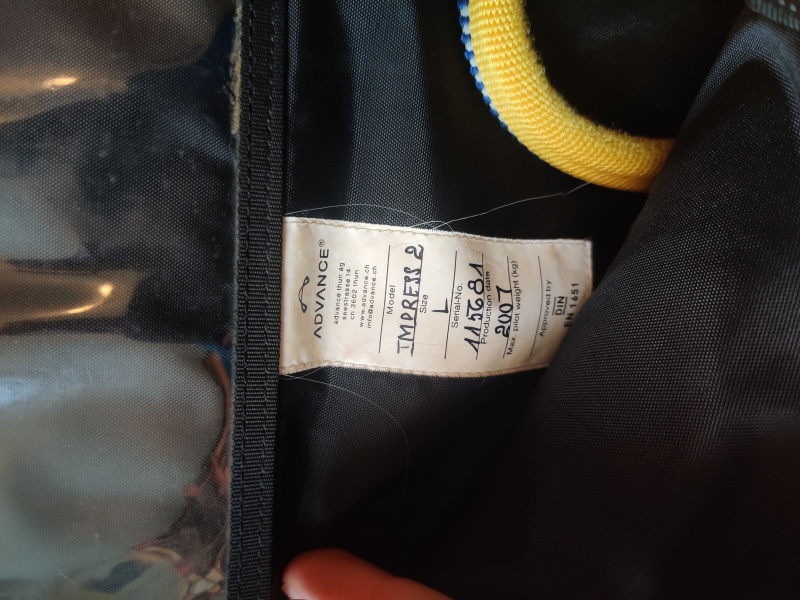 ADVANCE®
advance thun ag
seestrasse 14
ch 3602 thun
www.advance.ch
info@advance.ch
Model
IMPRESS 2
Size
L
Serial-No.
115681
Production date
2007
Max. pilot weight (kg)
Approved by
DIN
EN 1651